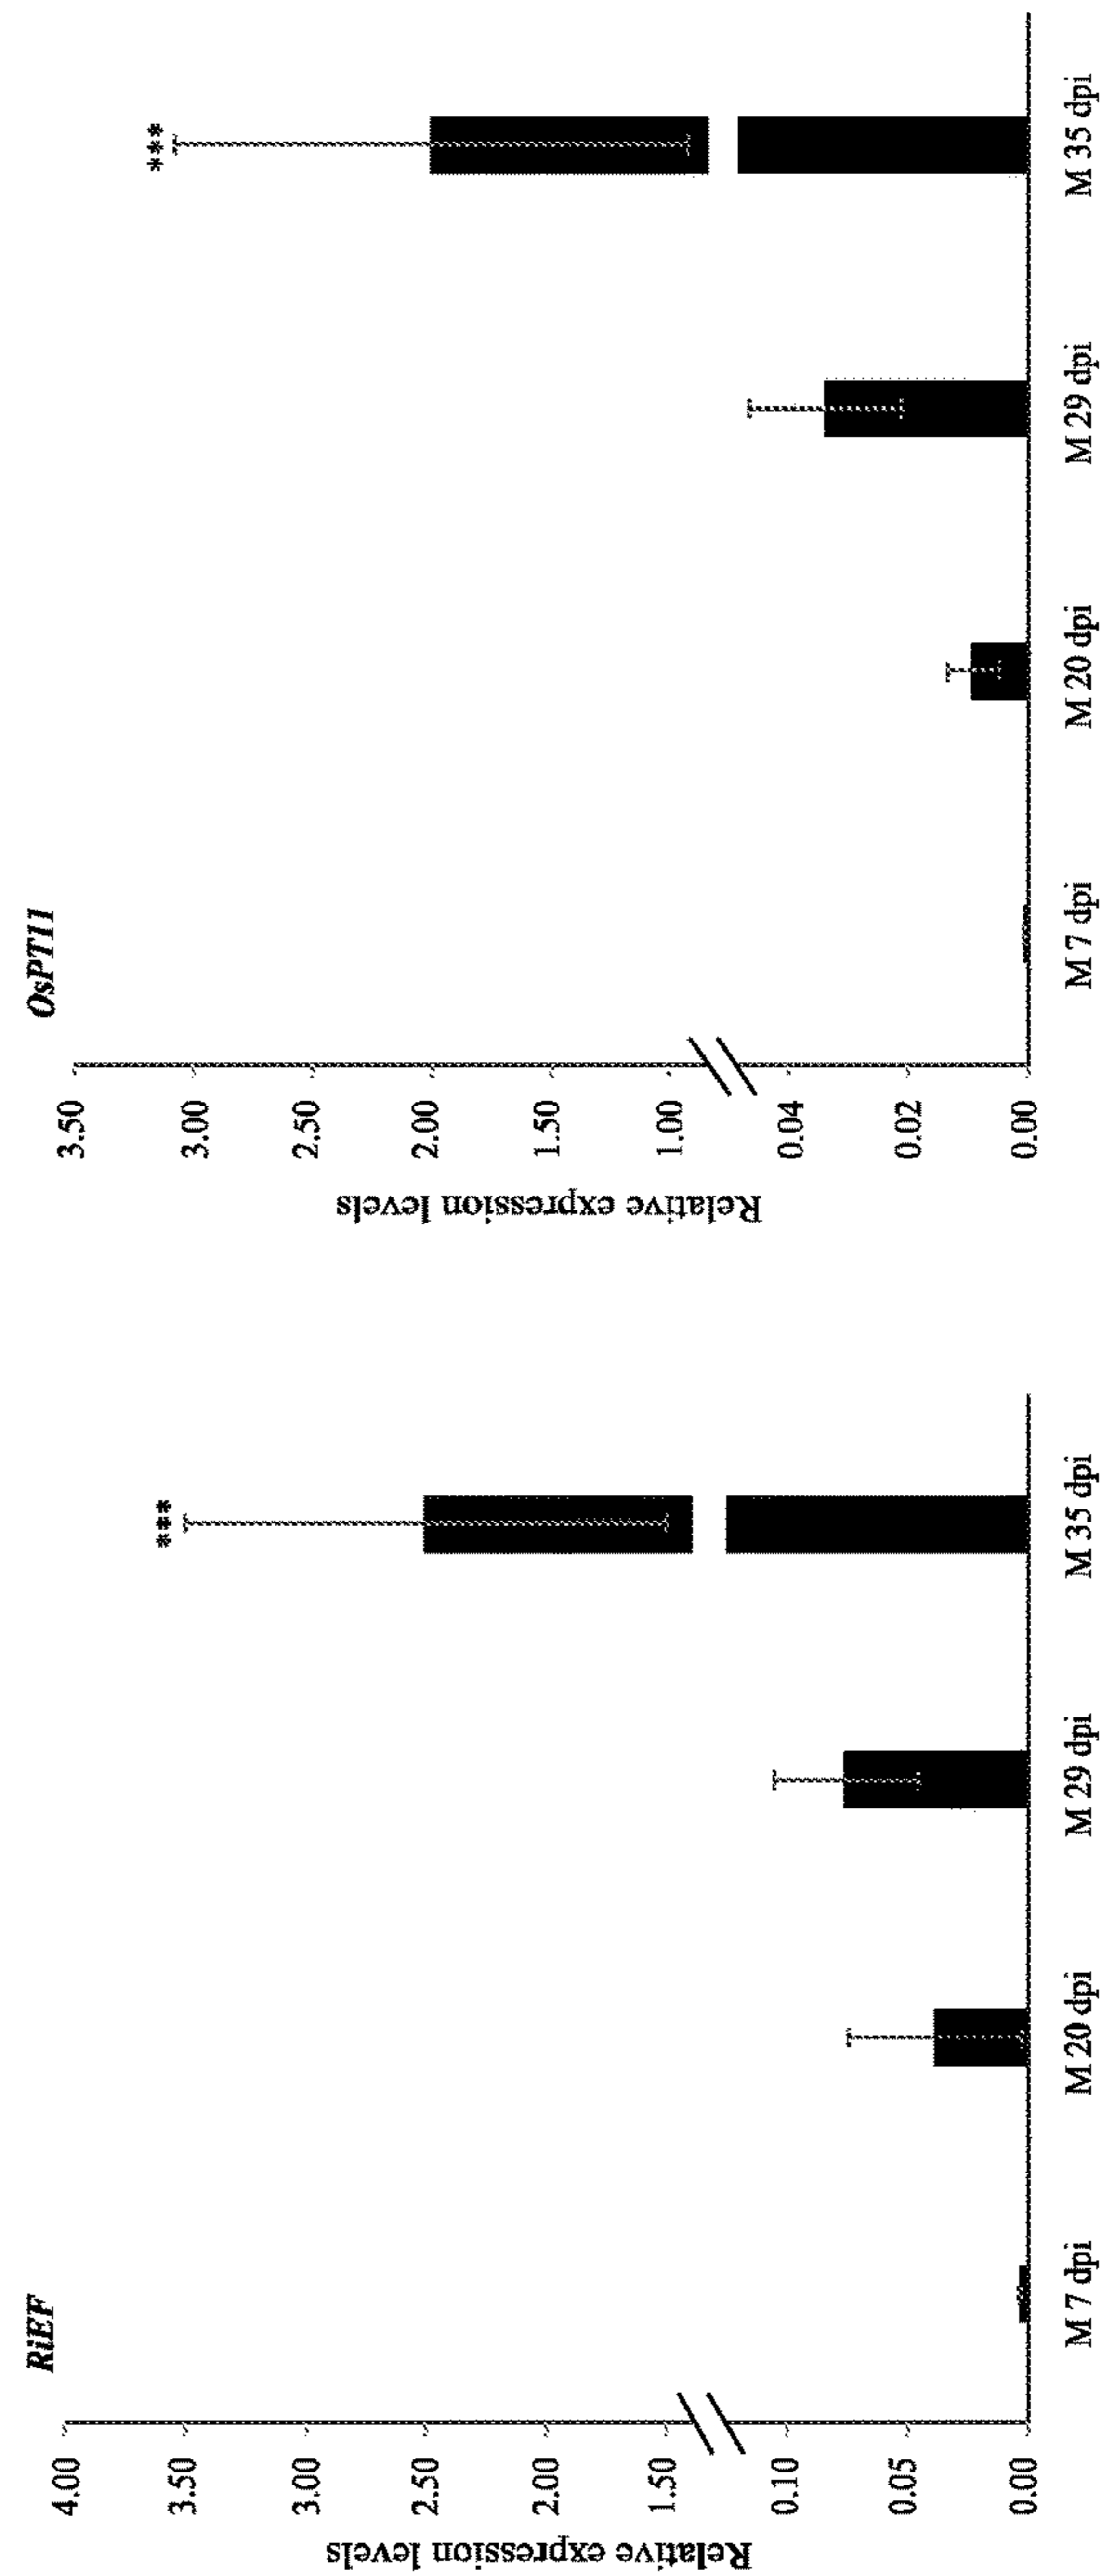 RiEF
Relative expression levels
4.00
3.50
3.00
2.50
2.00
1.50
0.10
0.05
0.00
***
M 7 dpi
M 20 dpi
M 29 dpi
M 35 dpi
OsPT11
Relative expression levels
3.50
3.00
2.50
2.00
1.50
1.00
0.04
0.02
0.00
***
M 7 dpi
M 20 dpi
M 29 dpi
M 35 dpi